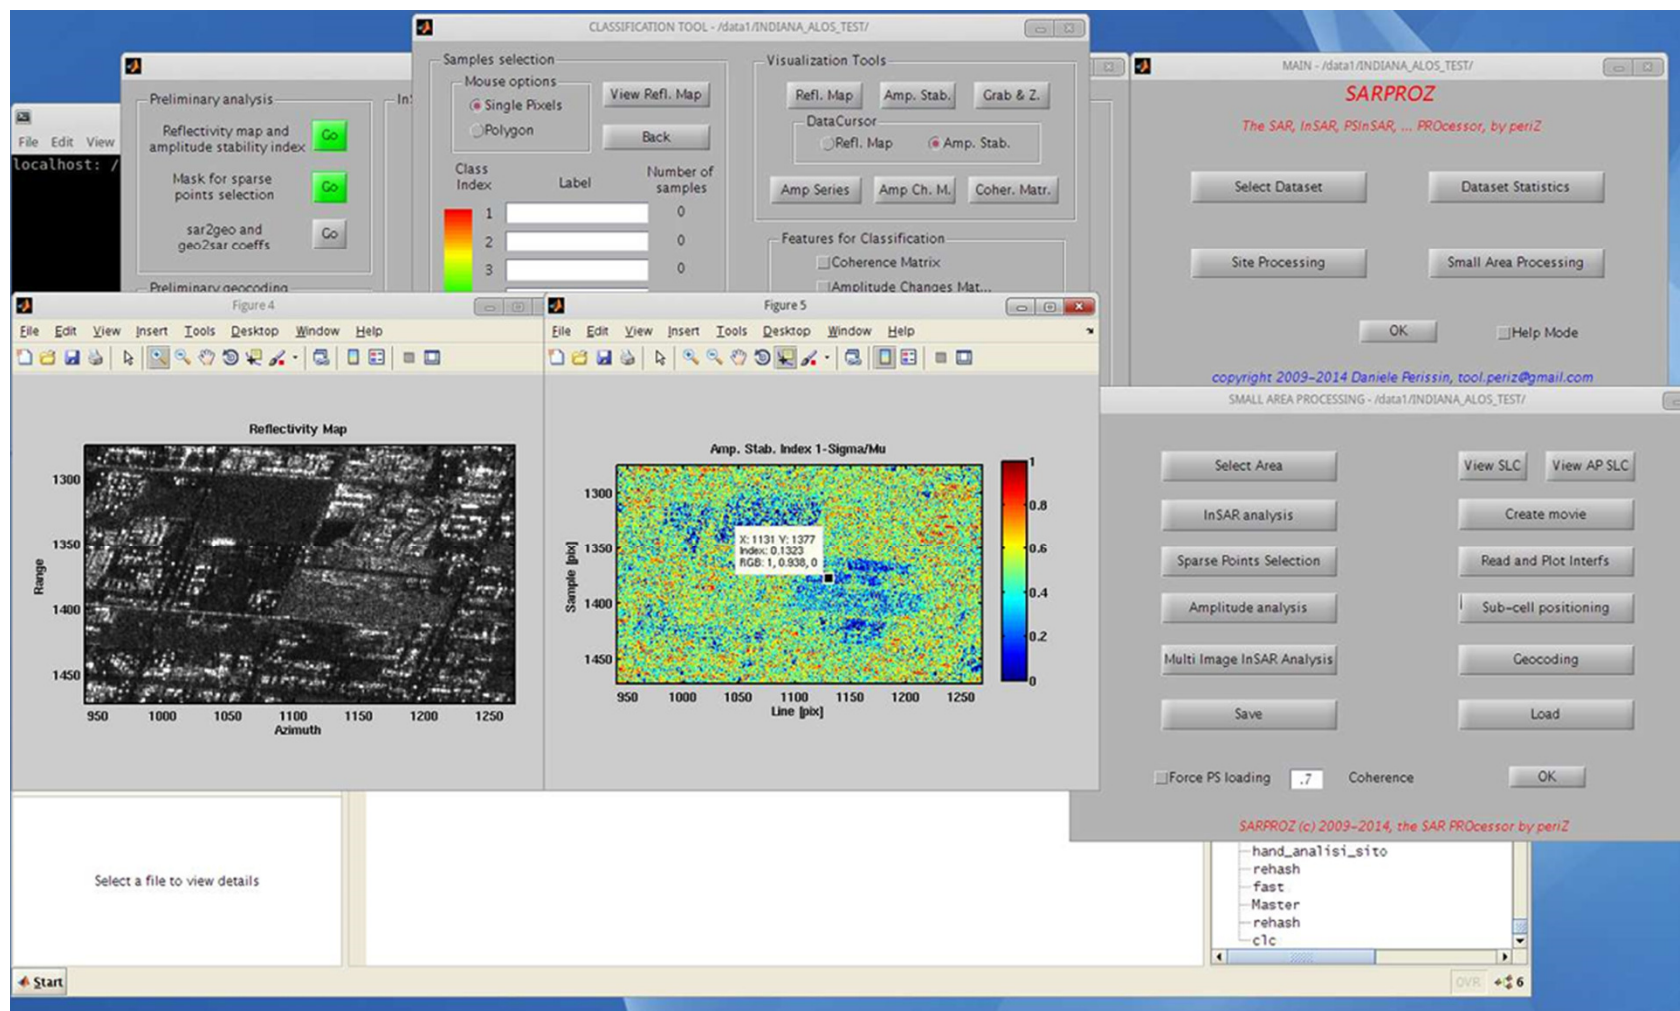 CLASSIFICATION TOOL - /data1/INDIANA_ALOS_TEST/
Samples selection
Mouse options
Single Pixels
Polygon
View Refl. Map
Back
Class Index
Label
Number of samples
1
0
2
0
3
0
Visualization Tools
Refl. Map
Amp. Stab.
Grab & Z.
DataCursor
Refl. Map
Amp. Stab.
Amp Series
Amp Ch. M.
Coher. Matr.
Features for Classification
Coherence Matrix
Amplitude Changes Mat...
Preliminary analysis
Reflectivity map and
amplitude stability index
Go
Mask for sparse
points selection
Go
sar2geo and
geo2sar coeffs
Go
Preliminary geocoding
File Edit View
localhost: /
MAIN - /data1/INDIANA_ALOS_TEST/
SARPROZ
The SAR, InSAR, PSInSAR, ... PROcessor, by periZ
Select Dataset
Dataset Statistics
Site Processing
Small Area Processing
OK
Help Mode
copyright 2009-2014 Daniele Perissin, tool.periz@gmail.com
Figure 4
File Edit View Insert Tools Desktop Window Help
Reflectivity Map
Range
1300
1350
1400
1450
950 1000 1050 1100 1150 1200 1250
Azimuth
Figure 5
File Edit View Insert Tools Desktop Window Help
Amp. Stab. Index 1-Sigma/Mu
Sample [pix]
1300
1350
1400
1450
X: 1131 Y: 1377
Index: 0.1323
RGB: 1, 0.938, 0
950 1000 1050 1100 1150 1200 1250
Line [pix]
1
0.8
0.6
0.4
0.2
0
SMALL AREA PROCESSING - /data1/INDIANA_ALOS_TEST/
Select Area
View SLC
View AP SLC
InSAR analysis
Create movie
Sparse Points Selection
Read and Plot Interfs
Amplitude analysis
Sub-cell positioning
Multi Image InSAR Analysis
Geocoding
Save
Load
Force PS loading
.7
Coherence
OK
SARPROZ (c) 2009-2014, the SAR PROcessor by periZ
Select a file to view details
hand_analisi_sito
rehash
fast
Master
rehash
clc
Start
OVR
6